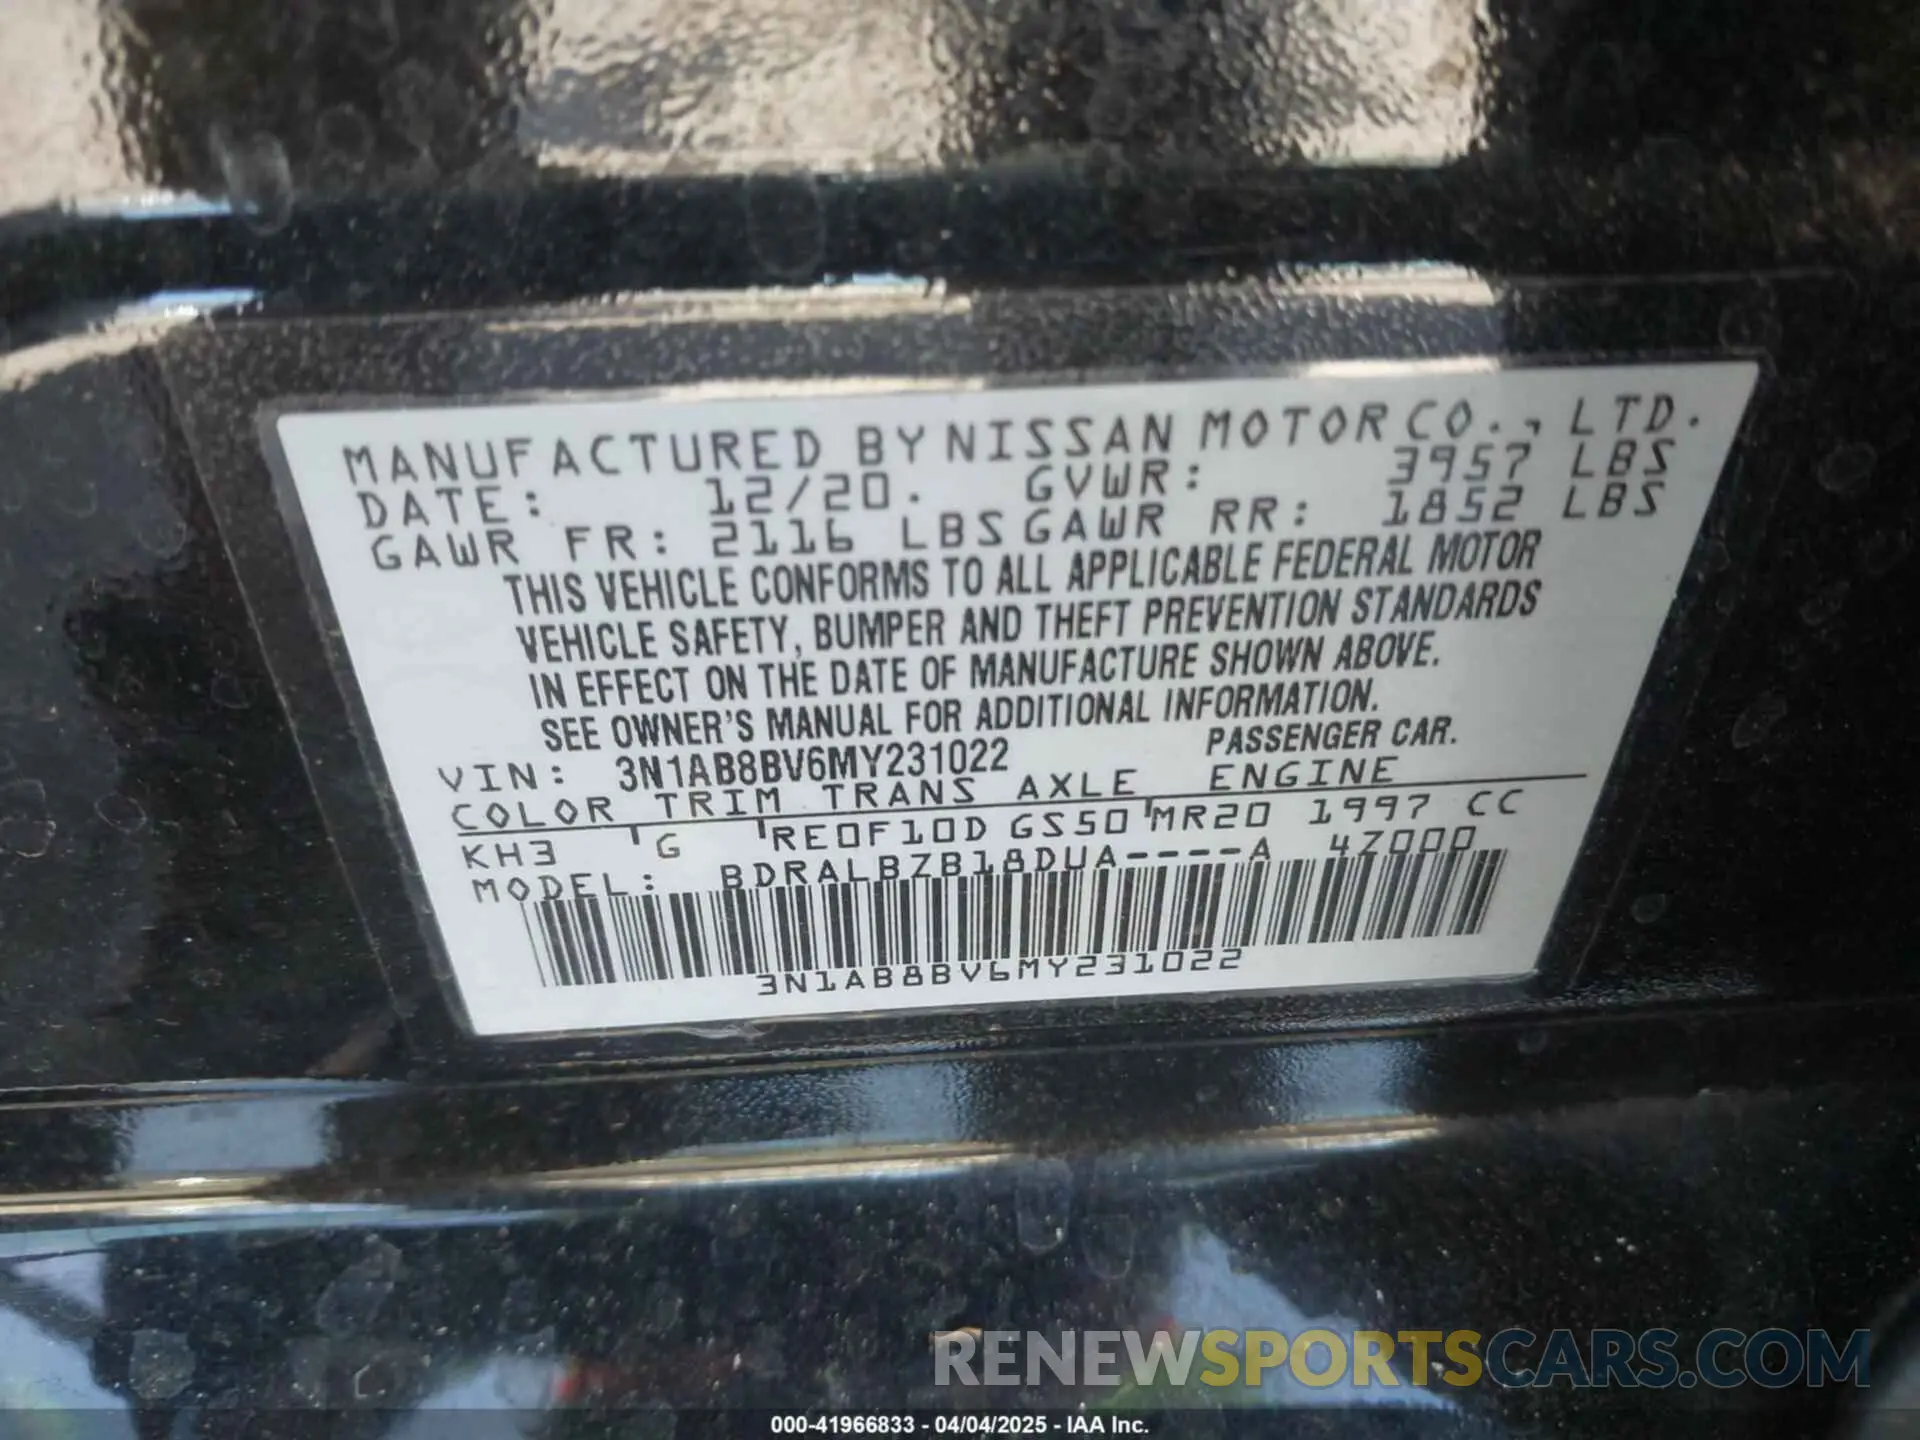 MANUFACTURED BY NISSAN MOTOR CO., LTD.
DATE: 12/20. GVWR: 3957 LBS
GAWR FR: 2116 LBS GAWR RR: 1852 LBS
THIS VEHICLE CONFORMS TO ALL APPLICABLE FEDERAL MOTOR
VEHICLE SAFETY, BUMPER AND THEFT PREVENTION STANDARDS
IN EFFECT ON THE DATE OF MANUFACTURE SHOWN ABOVE.
SEE OWNER'S MANUAL FOR ADDITIONAL INFORMATION.
VIN: 3N1AB8BV6MY231022 PASSENGER CAR.
COLOR TRIM TRANS AXLE ENGINE
KH3 G RE0F10D GS50 MR20 1997 CC
MODEL: BDRALBZB18DUA----A 4Z000
3N1AB8BV6MY231022
RENEWSPORTSCARS.COM
000-41966833 - 04/04/2025 - IAA Inc.